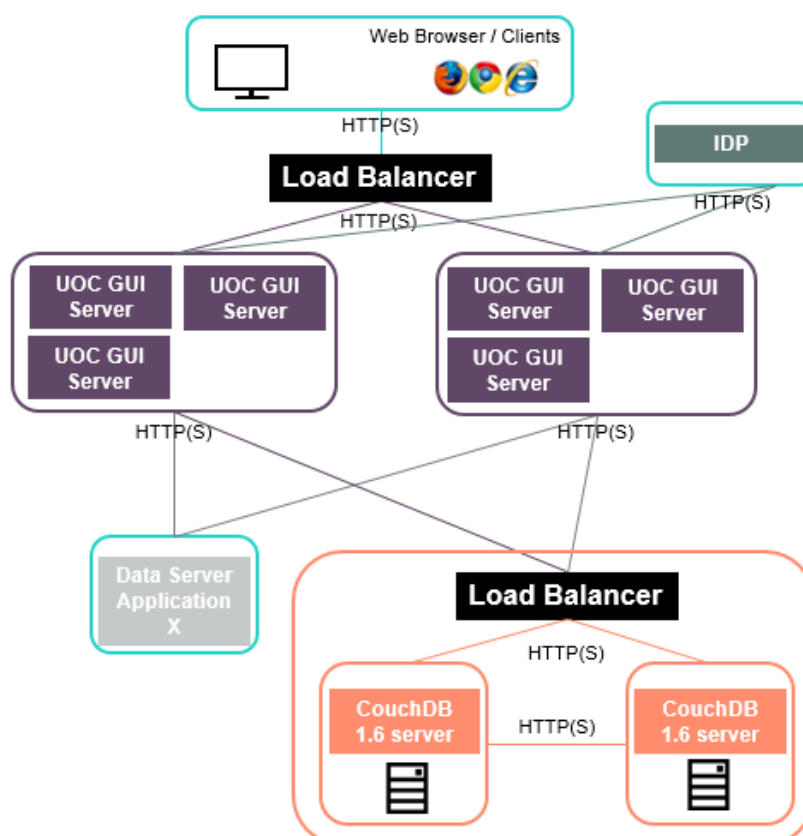 Web Browser / Clients
HTTP(S)
IDP
Load Balancer
HTTP(S)
HTTP(S)
UOC GUI
Server
UOC GUI
Server
UOC GUI
Server
UOC GUI
Server
UOC GUI
Server
UOC GUI
Server
HTTP(S)
HTTP(S)
Data Server
Application
X
Load Balancer
HTTP(S)
CouchDB
1.6 server
HTTP(S)
CouchDB
1.6 server